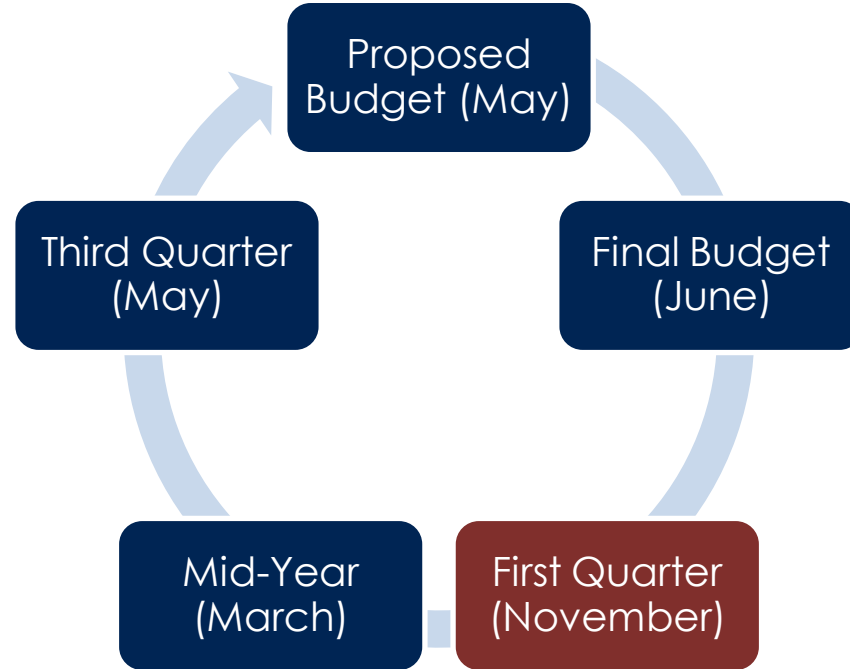 Proposed
Budget (May)
Final Budget
(June)
First Quarter
(November)
Mid-Year
(March)
Third Quarter
(May)